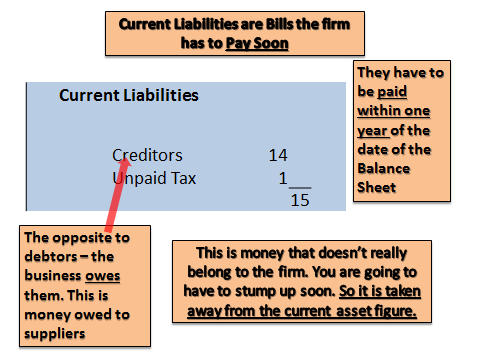 Current Liabilities are Bills the firm
has to Pay Soon
They have to
be paid
within one
year of the
date of the
Balance
Sheet
Current Liabilities
Creditors 14
Unpaid Tax 1
15
The opposite to
debtors – the
business owes
them. This is
money owed to
suppliers
This is money that doesn't really
belong to the firm. You are going to
have to stump up soon. So it is taken
away from the current asset figure.